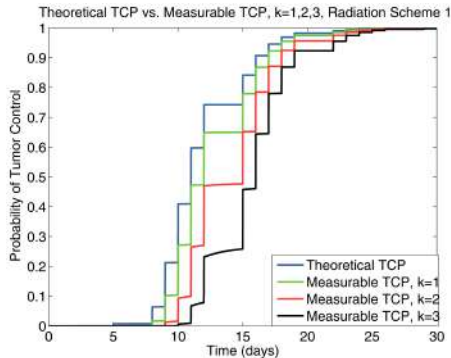 Theoretical TCP vs. Measurable TCP, k=1,2,3, Radiation Scheme 1
Probability of Tumor Control
1
0.9
0.8
0.7
0.6
0.5
0.4
0.3
0.2
0.1
0
Theoretical TCP
Measurable TCP, k=1
Measurable TCP, k=2
Measurable TCP, k=3
0 5 10 15 20 25 30
Time (days)